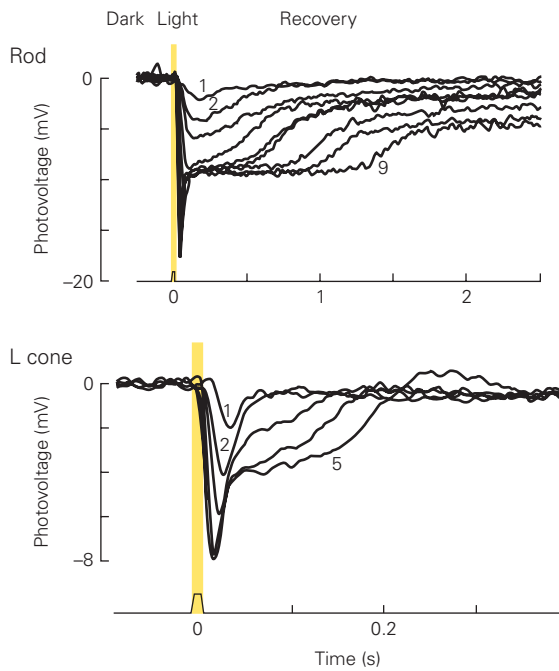 Dark Light Recovery
Rod
0
1
2
9
Photovoltage (mV)
–20
0 1 2
L cone
0
1
2
5
Photovoltage (mV)
–8
0 0.2
Time (s)